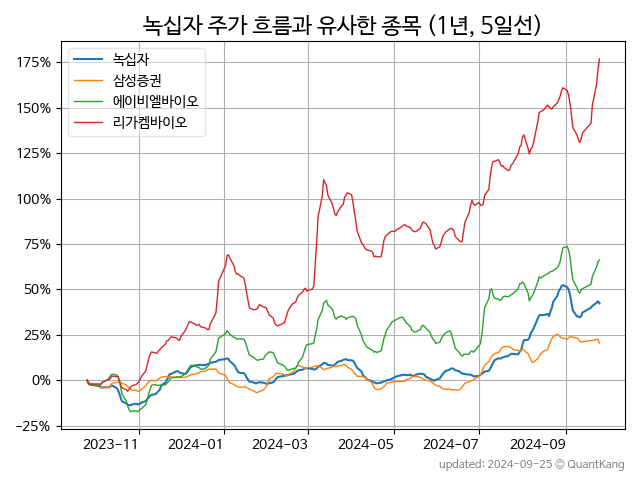 녹십자 주가 흐름과 유사한 종목 (1년, 5일선)
녹십자
삼성증권
에이비엘바이오
리가켐바이오
175%
150%
125%
100%
75%
50%
25%
0%
−25%
2023-11
2024-01
2024-03
2024-05
2024-07
2024-09
updated: 2024-09-25 © QuantKang